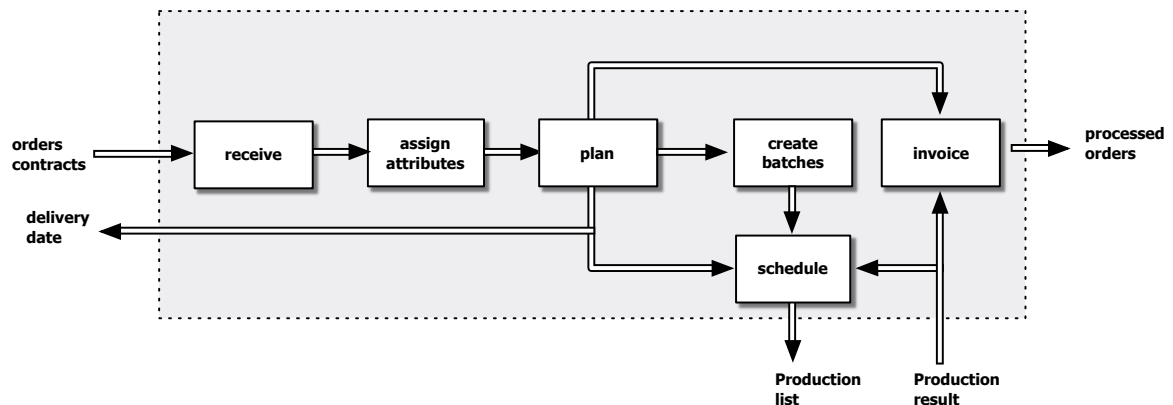 orders
contracts
receive
assign
attributes
plan
create
batches
invoice
processed
orders
delivery
date
schedule
Production
list
Production
result